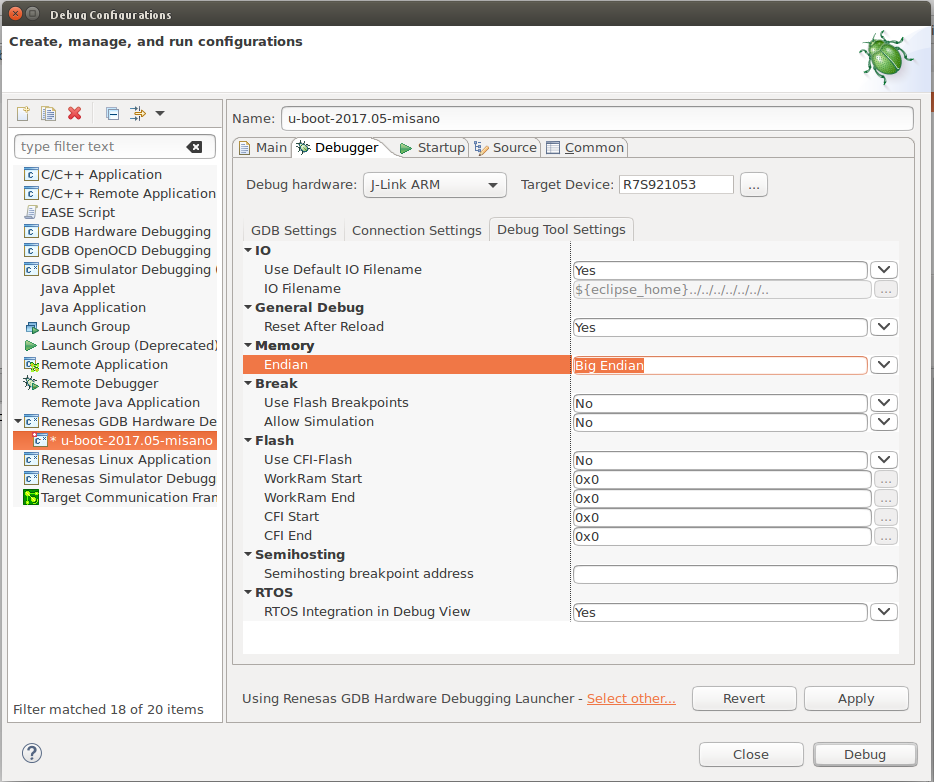 Debug Configurations
Create, manage, and run configurations
type filter text
C/C++ Application
C/C++ Remote Application
EASE Script
GDB Hardware Debugging
GDB OpenOCD Debugging
GDB Simulator Debugging (
Java Applet
Java Application
Launch Group
Launch Group (Deprecated)
Remote Application
Remote Debugger
Remote Java Application
Renesas GDB Hardware De
* u-boot-2017.05-misano
Renesas Linux Application
Renesas Simulator Debugg
Target Communication Fran
Filter matched 18 of 20 items
Name: u-boot-2017.05-misano
Main Debugger Startup Source Common
Debug hardware: J-Link ARM Target Device: R7S921053 ...
GDB Settings Connection Settings Debug Tool Settings
IO
Use Default IO Filename Yes
IO Filename ${eclipse_home}../../../../../../.. ...
General Debug
Reset After Reload Yes
Memory
Endian Big Endian
Break
Use Flash Breakpoints No
Allow Simulation No
Flash
Use CFI-Flash No
WorkRam Start 0x0 ...
WorkRam End 0x0 ...
CFI Start 0x0 ...
CFI End 0x0 ...
Semihosting
Semihosting breakpoint address
RTOS
RTOS Integration in Debug View Yes
Using Renesas GDB Hardware Debugging Launcher - Select other... Revert Apply
? Close Debug